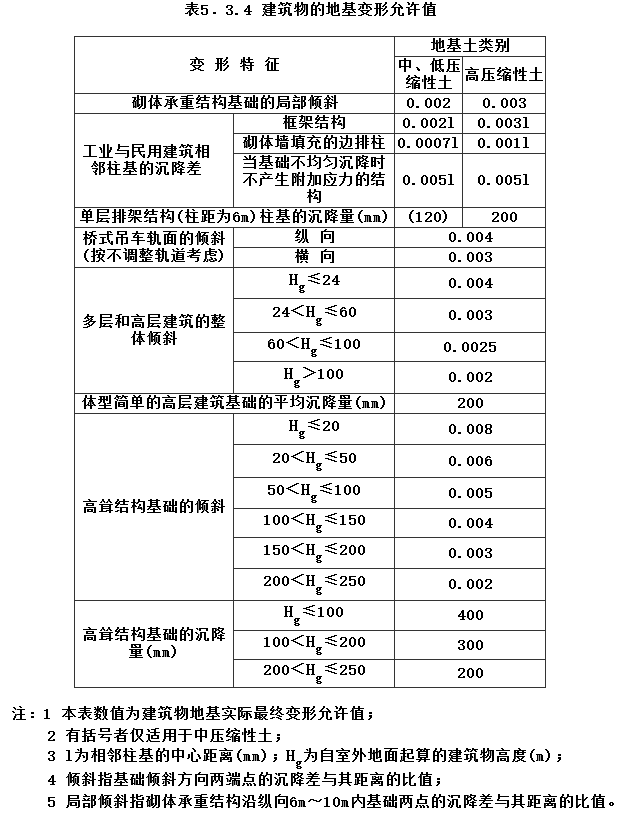 表5.3.4 建筑物的地基变形允许值
变 形 特 征
地基土类别
中、低压
缩性土
高压缩性土
砌体承重结构基础的局部倾斜 0.002 0.003
工业与民用建筑相
邻柱基的沉降差
框架结构 0.002l 0.003l
砌体墙填充的边排柱 0.0007l 0.001l
当基础不均匀沉降时
不产生附加应力的结
构
0.005l 0.005l
单层排架结构(柱距为6m)柱基的沉降量(mm) (120) 200
桥式吊车轨面的倾斜
(按不调整轨道考虑)
纵 向 0.004
横 向 0.003
多层和高层建筑的整
体倾斜
Hg≤24 0.004
24<Hg≤60 0.003
60<Hg≤100 0.0025
Hg>100 0.002
体型简单的高层建筑基础的平均沉降量(mm) 200
高耸结构基础的倾斜
Hg≤20 0.008
20<Hg≤50 0.006
50<Hg≤100 0.005
100<Hg≤150 0.004
150<Hg≤200 0.003
200<Hg≤250 0.002
高耸结构基础的沉降
量(mm)
Hg≤100 400
100<Hg≤200 300
200<Hg≤250 200
注:1 本表数值为建筑物地基实际最终变形允许值;
2 有括号者仅适用于中压缩性土;
3 l为相邻柱基的中心距离(mm);Hg为自室外地面起算的建筑物高度(m);
4 倾斜指基础倾斜方向两端点的沉降差与其距离的比值;
5 局部倾斜指砌体承重结构沿纵向6m~10m内基础两点的沉降差与其距离的比值。